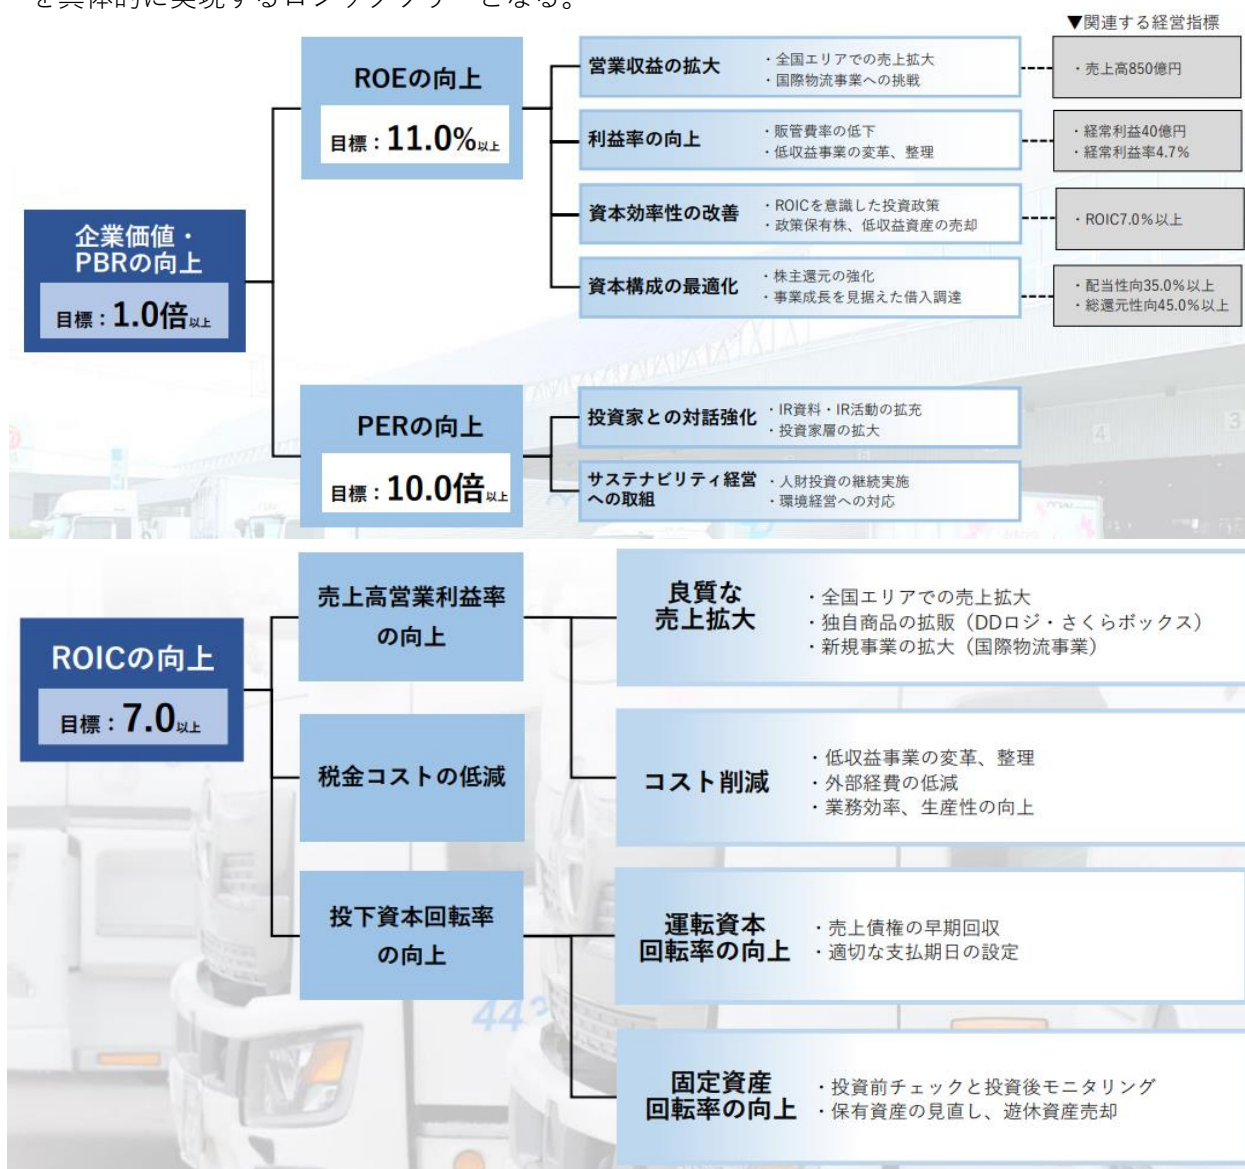 を具体的に実現するロジックツリーとなる。
▼関連する経営指標
ROEの向上
目標：11.0%以上
営業収益の拡大
・全国エリアでの売上拡大
・国際物流事業への挑戦
・売上高850億円
利益率の向上
・販管費率の低下
・低収益事業の変革、整理
・経常利益40億円
・経常利益率4.7%
資本効率性の改善
・ROICを意識した投資政策
・政策保有株、低収益資産の売却
・ROIC7.0%以上
資本構成の最適化
・株主還元の強化
・事業成長を見据えた借入調達
・配当性向35.0%以上
・総還元性向45.0%以上
企業価値・
PBRの向上
目標：1.0倍以上
PERの向上
目標：10.0倍以上
投資家との対話強化
・IR資料・IR活動の拡充
・投資家層の拡大
サステナビリティ経営
への取組
・人財投資の継続実施
・環境経営への対応
4
3
ROICの向上
目標：7.0以上
売上高営業利益率
の向上
良質な
売上拡大
・全国エリアでの売上拡大
・独自商品の拡販（DDロジ・さくらボックス）
・新規事業の拡大（国際物流事業）
税金コストの低減
コスト削減
・低収益事業の変革、整理
・外部経費の低減
・業務効率、生産性の向上
投下資本回転率
の向上
運転資本
回転率の向上
・売上債権の早期回収
・適切な支払期日の設定
443
固定資産
回転率の向上
・投資前チェックと投資後モニタリング
・保有資産の見直し、遊休資産売却